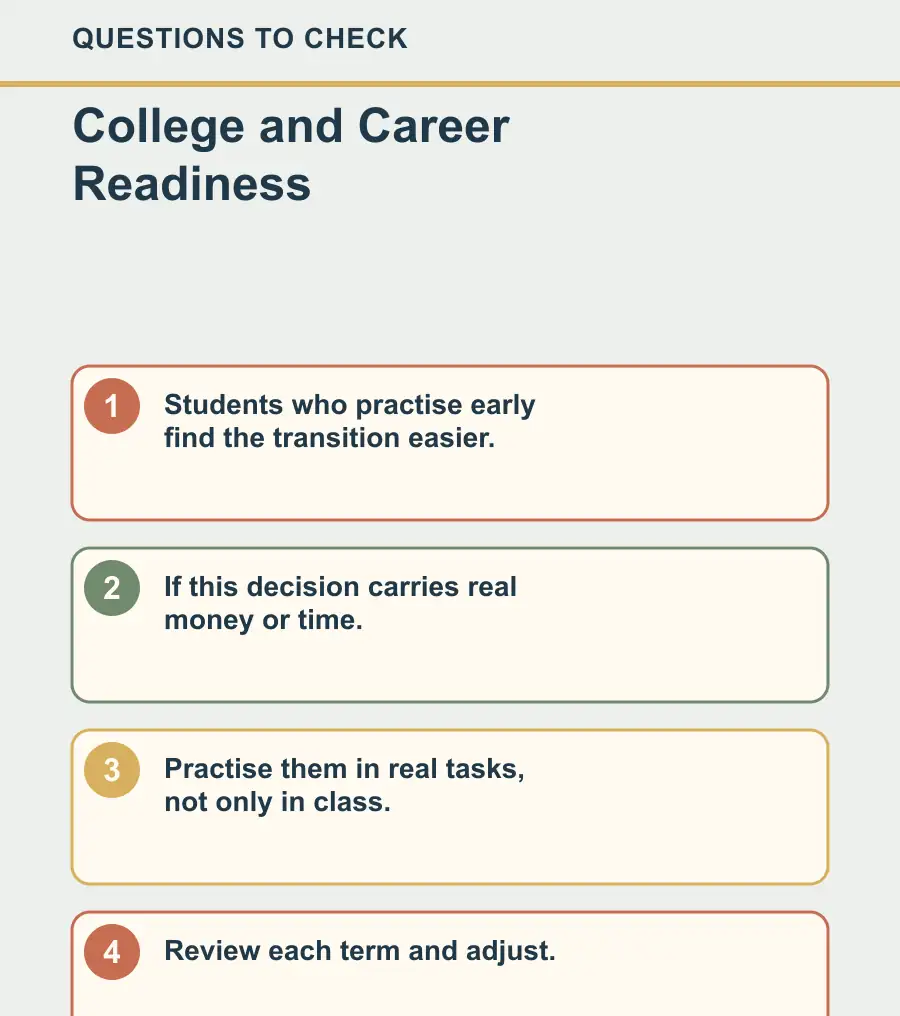 QUESTIONS TO CHECK
College and Career
Readiness
1
Students who practise early
find the transition easier.
2
If this decision carries real
money or time.
3
Practise them in real tasks,
not only in class.
4
Review each term and adjust.